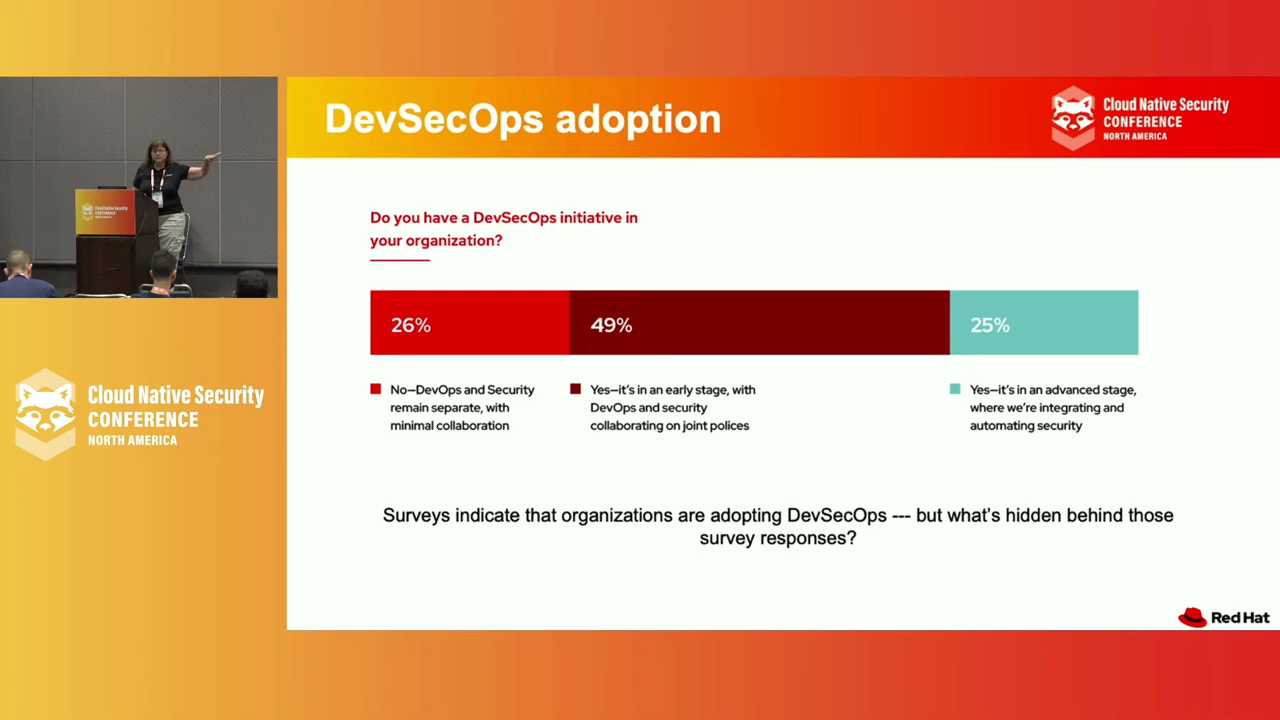 DevSecOps adoption
Cloud Native Security
CONFERENCE
NORTH AMERICA
Do you have a DevSecOps initiative in
your organization?
26%
49%
25%
No—DevOps and Security
remain separate, with
minimal collaboration
Yes—it's in an early stage, with
DevOps and security
collaborating on joint polices
Yes—it's in an advanced stage,
where we're integrating and
automating security
Surveys indicate that organizations are adopting DevSecOps --- but what's hidden behind those
survey responses?
Red Hat
Cloud Native Security
CONFERENCE
Cloud Native Security
CONFERENCE
NORTH AMERICA